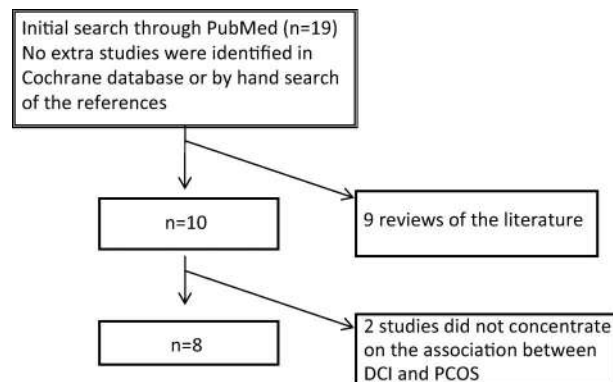 Initial search through PubMed (n=19)
No extra studies were identified in
Cochrane database or by hand search
of the references
n=10
9 reviews of the literature
n=8
2 studies did not concentrate
on the association between
DCI and PCOS